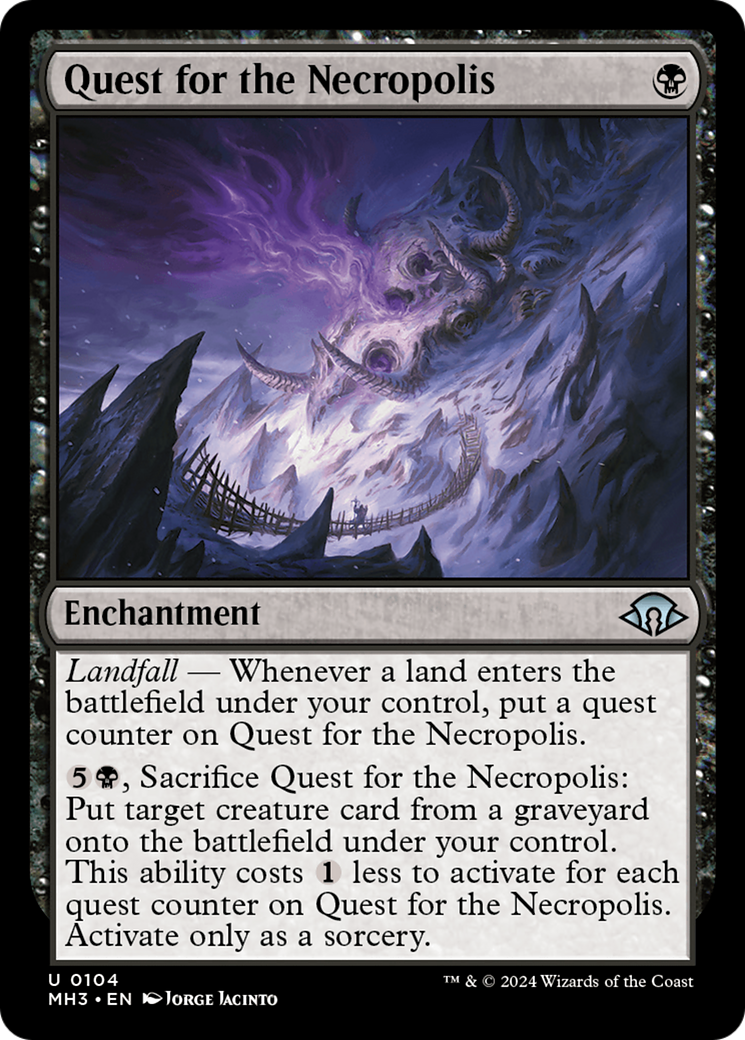 Quest for the Necropolis
Enchantment
Landfall — Whenever a land enters the
battlefield under your control, put a quest
counter on Quest for the Necropolis.
5, Sacrifice Quest for the Necropolis:
Put target creature card from a graveyard
onto the battlefield under your control.
This ability costs 1 less to activate for each
quest counter on Quest for the Necropolis.
Activate only as a sorcery.
U 0104
MH3 • EN Jorge Jacinto
™ & © 2024 Wizards of the Coast